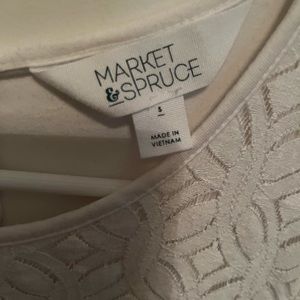 MARKET
& SPRUCE
S
MADE IN
VIETNAM